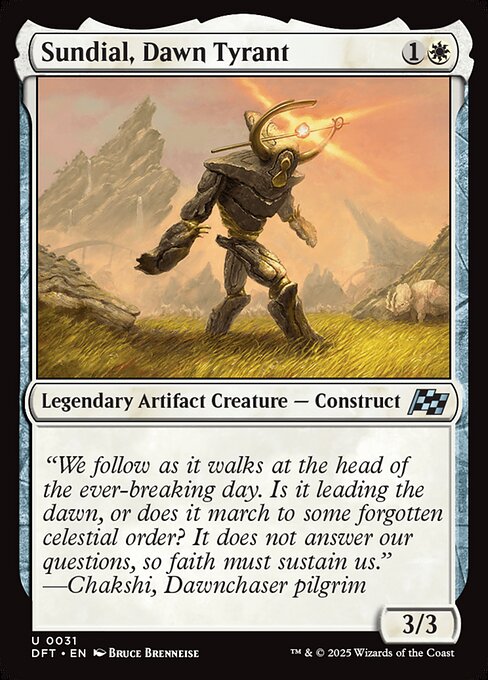 Sundial, Dawn Tyrant 1
Legendary Artifact Creature — Construct
“We follow as it walks at the head of
the ever-breaking day. Is it leading the
dawn, or does it march to some forgotten
celestial order? It does not answer our
questions, so faith must sustain us.”
—Chakshi, Dawnchaser pilgrim
3/3
U 0031
DFT • EN Bruce Brenneise
™ & © 2025 Wizards of the Coast